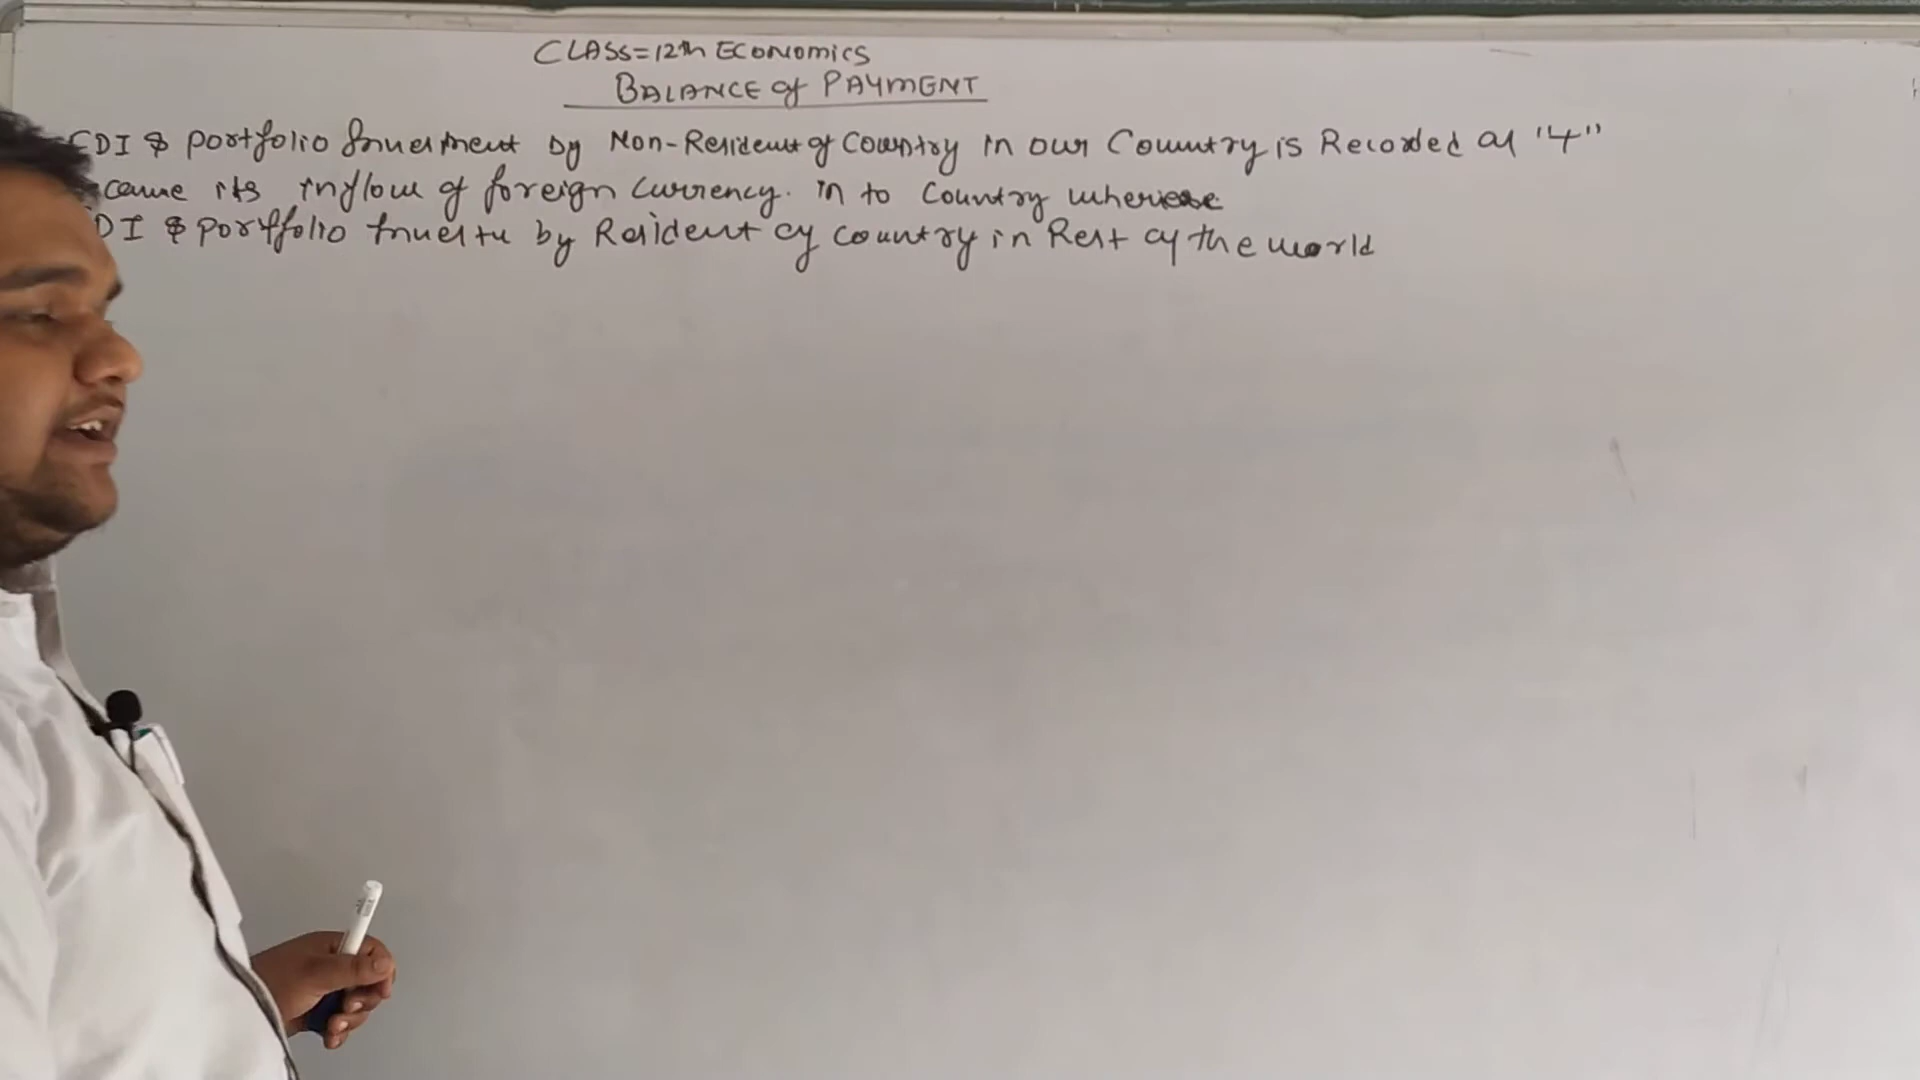 CLASS=12th ECONOMICS
BALANCE of PAYMENT
FDI & portfolio Investment by Non-Resident of Country in our Country is Recorded as "+"
cause its inflow of foreign currency. in to Country whereas
DI & portfolio by Resident of country in Rest of the world